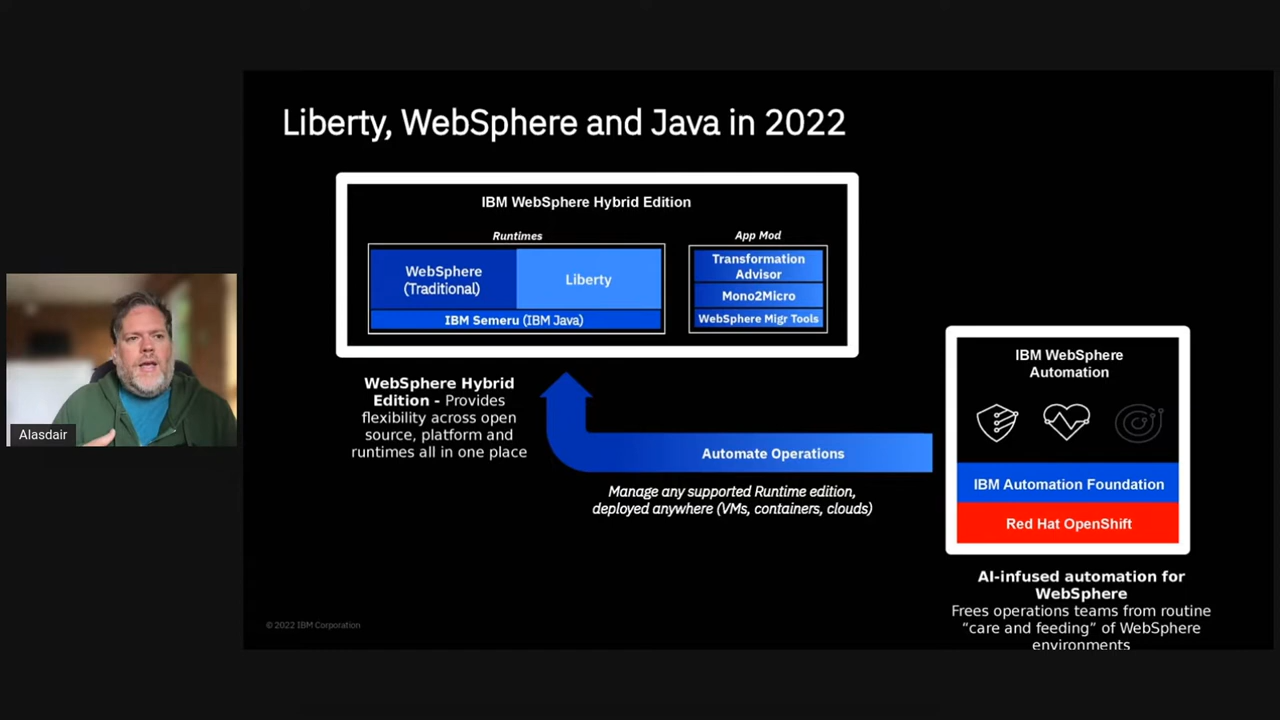 Liberty, WebSphere and Java in 2022
IBM WebSphere Hybrid Edition
Runtimes
App Mod
WebSphere
(Traditional)
Liberty
IBM Semeru (IBM Java)
Transformation
Advisor
Mono2Micro
WebSphere Migr Tools
WebSphere Hybrid
Edition - Provides
flexibility across open
source, platform and
runtimes all in one place
Automate Operations
Manage any supported Runtime edition,
deployed anywhere (VMs, containers, clouds)
IBM WebSphere
Automation
IBM Automation Foundation
Red Hat OpenShift
AI-infused automation for
WebSphere
Frees operations teams from routine
“care and feeding” of WebSphere
environments
Alasdair
© 2022 IBM Corporation